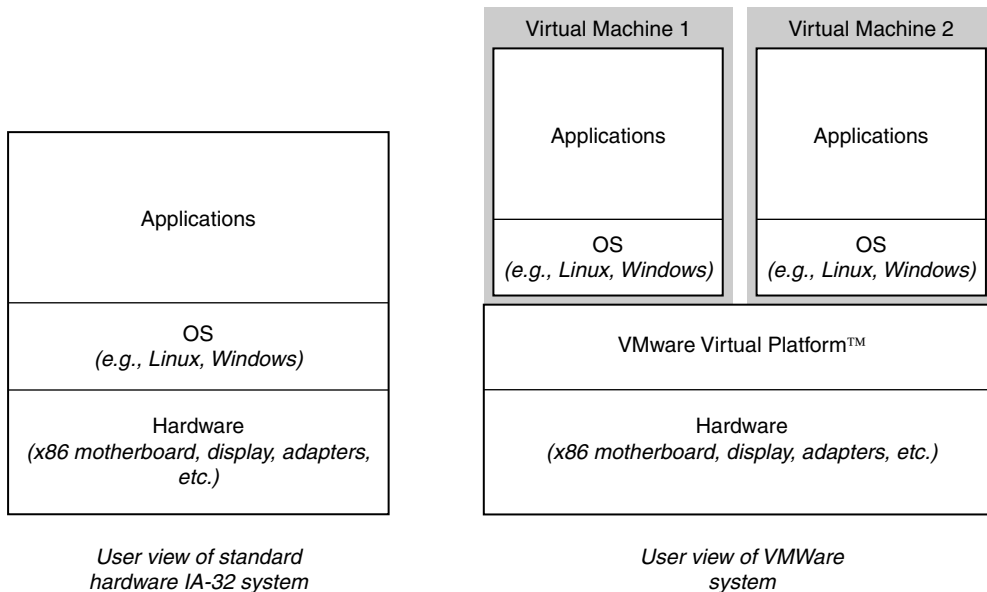 Applications
OS
(e.g., Linux, Windows)
Hardware
(x86 motherboard, display, adapters,
etc.)
User view of standard
hardware IA-32 system
Virtual Machine 1
Applications
OS
(e.g., Linux, Windows)
Virtual Machine 2
Applications
OS
(e.g., Linux, Windows)
VMware Virtual Platform™
Hardware
(x86 motherboard, display, adapters, etc.)
User view of VMWare
system